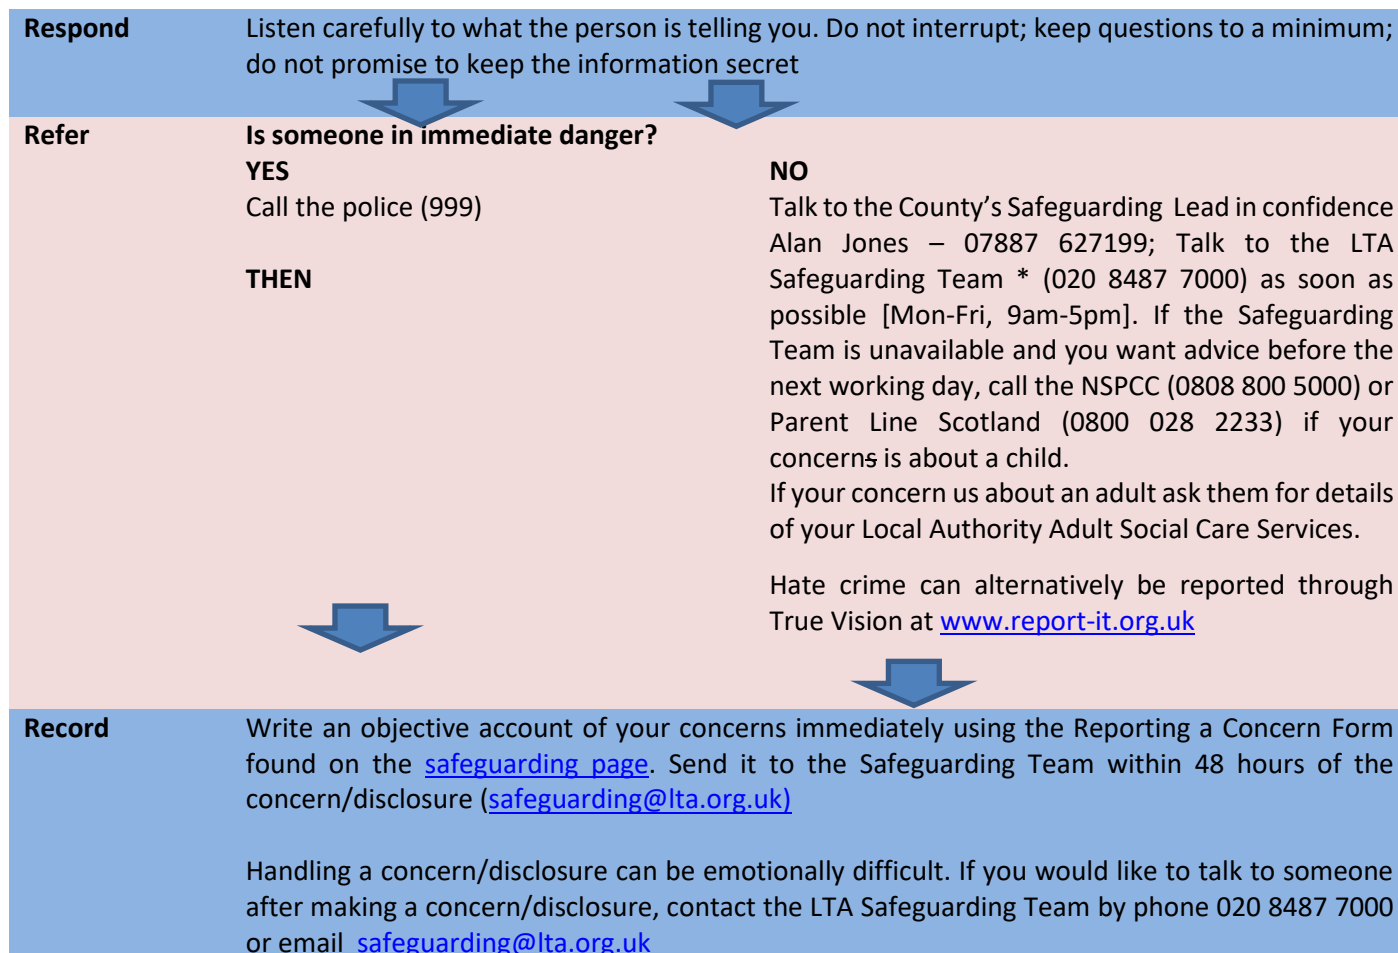 Respond Listen carefully to what the person is telling you. Do not interrupt; keep questions to a minimum;
do not promise to keep the information secret
Refer Is someone in immediate danger?
YES
Call the police (999)
THEN
NO
Talk to the County's Safeguarding Lead in confidence
Alan Jones – 07887 627199; Talk to the LTA
Safeguarding Team * (020 8487 7000) as soon as
possible [Mon-Fri, 9am-5pm]. If the Safeguarding
Team is unavailable and you want advice before the
next working day, call the NSPCC (0808 800 5000) or
Parent Line Scotland (0800 028 2233) if your
concerns is about a child.
If your concern us about an adult ask them for details
of your Local Authority Adult Social Care Services.
Hate crime can alternatively be reported through
True Vision at www.report-it.org.uk
Record Write an objective account of your concerns immediately using the Reporting a Concern Form
found on the safeguarding page. Send it to the Safeguarding Team within 48 hours of the
concern/disclosure (safeguarding@lta.org.uk)
Handling a concern/disclosure can be emotionally difficult. If you would like to talk to someone
after making a concern/disclosure, contact the LTA Safeguarding Team by phone 020 8487 7000
or email safeguarding@lta.org.uk